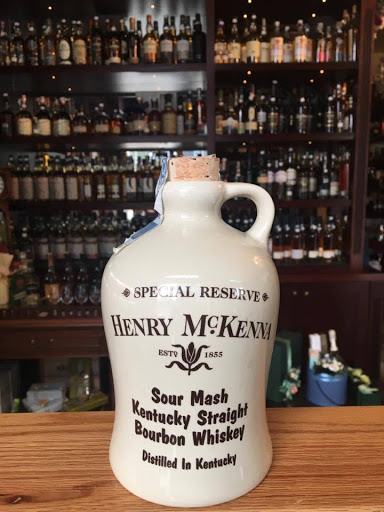 SPECIAL RESERVE
HENRY McKENNA
ESTD 1855
Sour Mash
Kentucky Straight
Bourbon Whiskey
Distilled In Kentucky